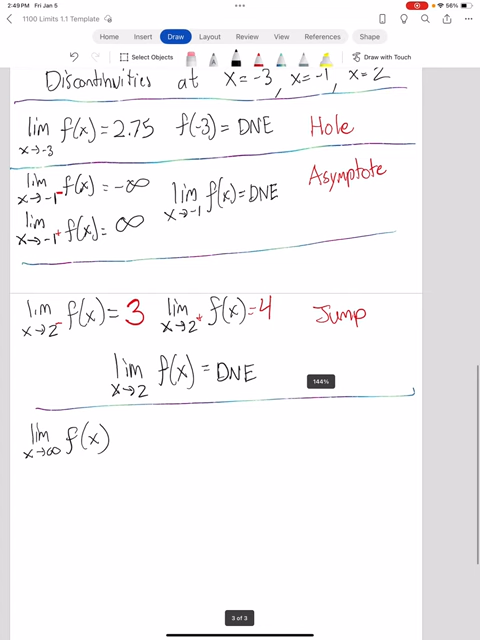 2:49 PM Fri Jan 5
56%
1100 Limits 1.1 Template
Home Insert Draw Layout Review View References Shape
Select Objects
Draw with Touch
Discontinvities at x=-3, x=-1, x=2
lim x→-3 f(x)=2.75 f(-3)=DNE Hole
lim x→-1⁻ f(x)=-∞ lim x→-1 f(x)=DNE Asymptote
lim x→-1⁺ f(x)=∞
lim x→2⁻ f(x)=3 lim x→2⁺ f(x)=4 Jump
lim x→2 f(x)=DNE
144%
lim x→∞ f(x)
3 of 3